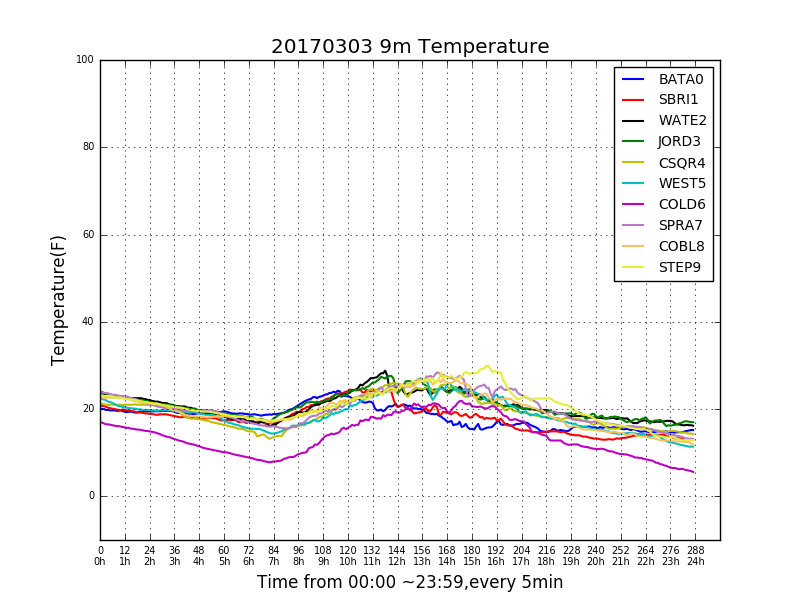 20170303 9m Temperature
100
80
60
40
20
0
Temperature(F)
BATA0
SBRI1
WATE2
JORD3
CSQR4
WEST5
COLD6
SPRA7
COBL8
STEP9
0 12 24 36 48 60 72 84 96 108 120 132 144 156 168 180 192 204 216 228 240 252 264 276 288
0h 1h 2h 3h 4h 5h 6h 7h 8h 9h 10h 11h 12h 13h 14h 15h 16h 17h 18h 19h 20h 21h 22h 23h 24h
Time from 00:00 ~23:59,every 5min